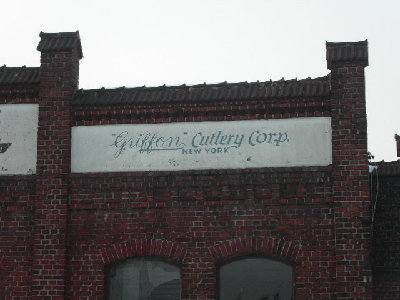 "Griffon" Cutlery Corp.
NEW YORK